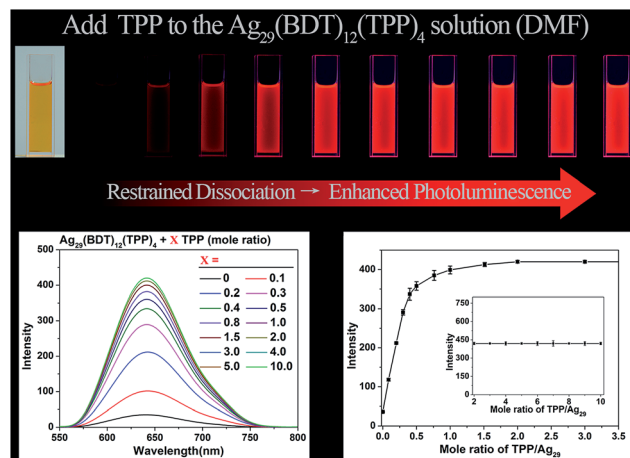 Add TPP to the Ag29(BDT)12(TPP)4 solution (DMF)
Restrained Dissociation → Enhanced Photoluminescence
Ag29(BDT)12(TPP)4 + X TPP (mole ratio)
X =
0 0.1
0.2 0.3
0.4 0.5
0.8 1.0
1.5 2.0
3.0 4.0
5.0 10.0
500
400
300
200
100
0
Intensity
550 600 650 700 750 800
Wavelength(nm)
400
300
200
100
0
Intensity
0.0 0.5 1.0 1.5 2.0 2.5 3.0 3.5
Mole ratio of TPP/Ag29
750
600
450
300
150
0
Intensity
2 4 6 8 10
Mole ratio of TPP/Ag29